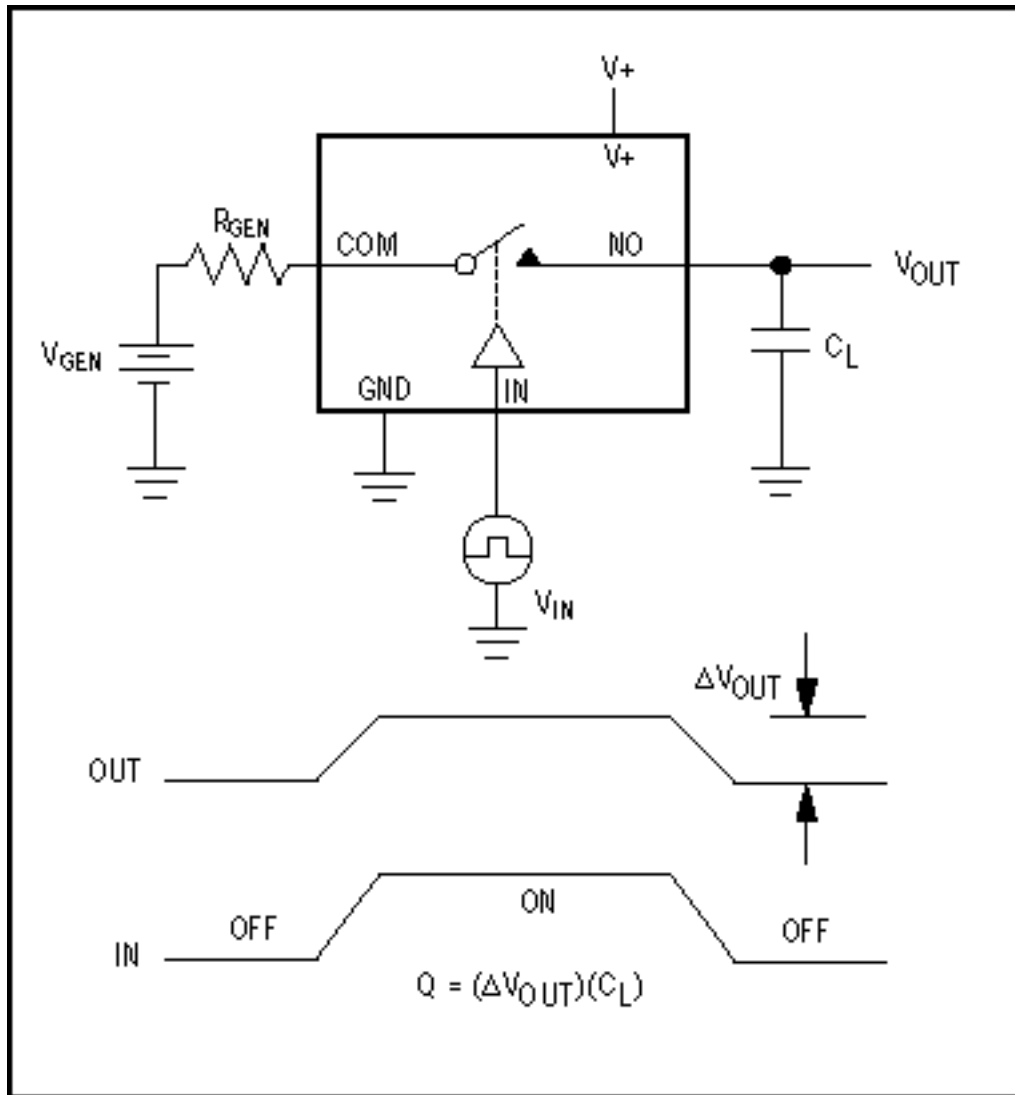 V+
V+
RGEN
COM
NO
VOUT
VGEN
CL
GND
IN
VIN
ΔVOUT
OUT
ON
OFF
OFF
IN
Q = (ΔVOUT)(CL)